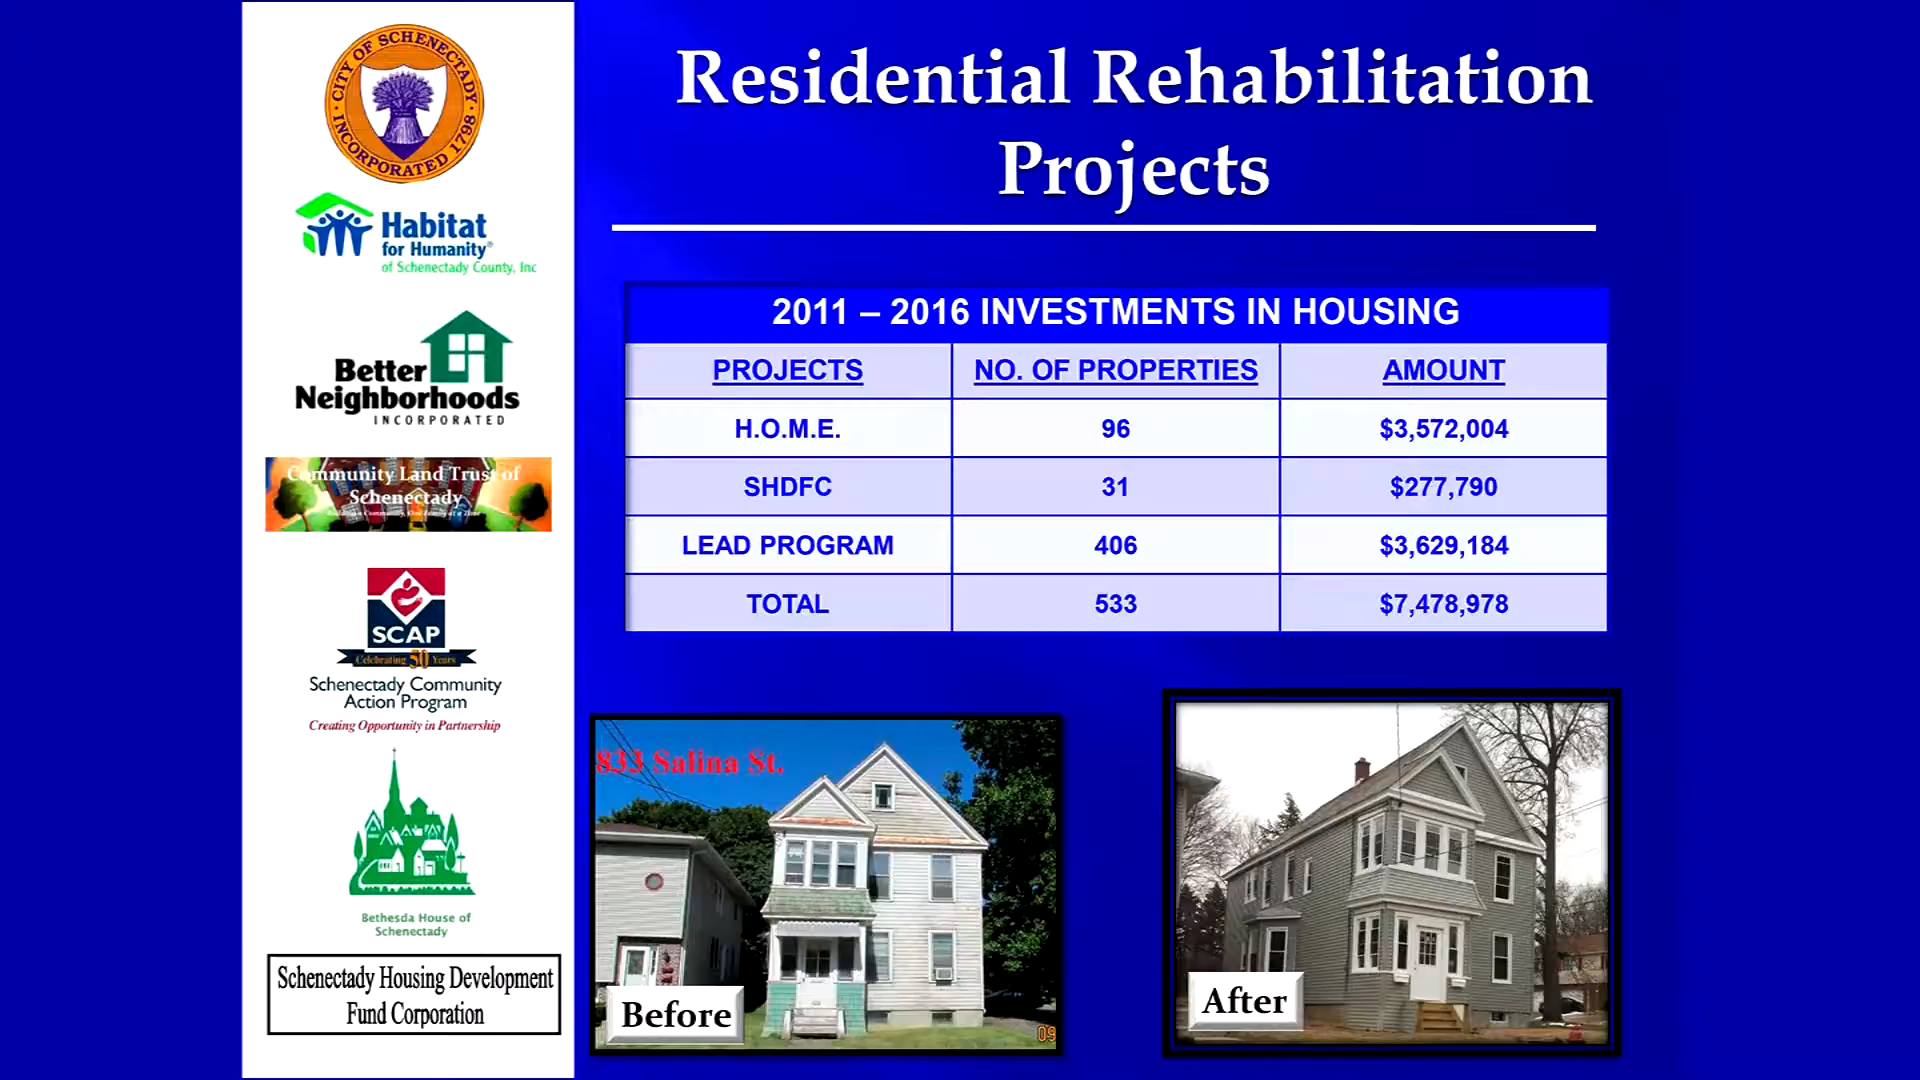 CITY OF SCHENECTADY
INCORPORATED 1798
Habitat
for Humanity®
of Schenectady County, Inc
Better
Neighborhoods
INCORPORATED
Community Land Trust of
Schenectady
SCAP
Celebrating 50 Years
Schenectady Community
Action Program
Creating Opportunity in Partnership
Bethesda House of
Schenectady
Schenectady Housing Development
Fund Corporation
Residential Rehabilitation
Projects
2011 – 2016 INVESTMENTS IN HOUSING
PROJECTS NO. OF PROPERTIES AMOUNT
H.O.M.E. 96 $3,572,004
SHDFC 31 $277,790
LEAD PROGRAM 406 $3,629,184
TOTAL 533 $7,478,978
833 Salina St.
Before
09
After